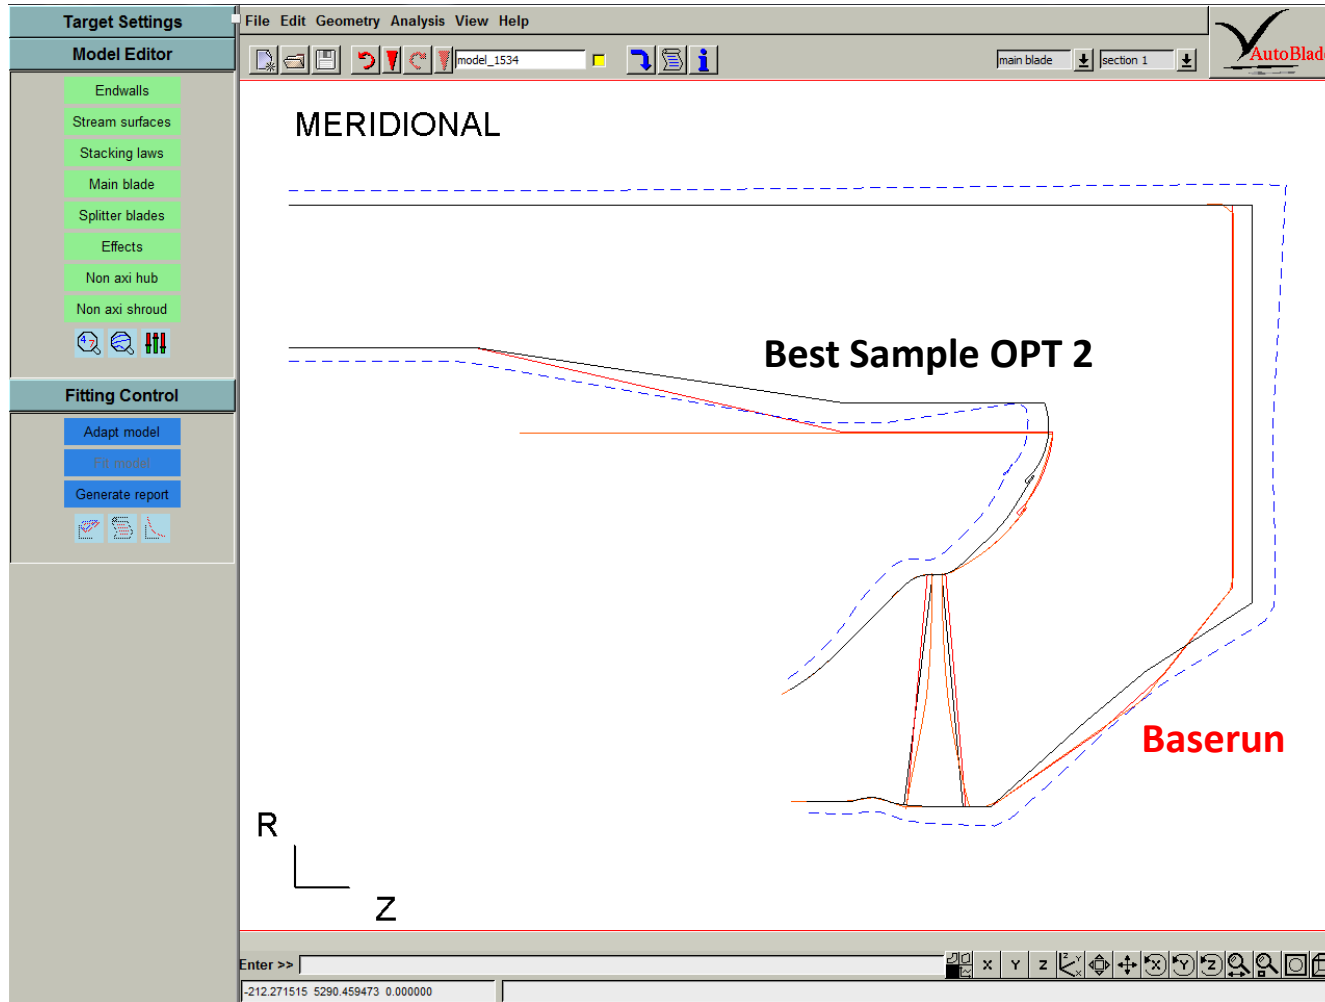 Target Settings
Model Editor
Endwalls
Stream surfaces
Stacking laws
Main blade
Splitter blades
Effects
Non axi hub
Non axi shroud
Fitting Control
Adapt model
Fit model
Generate report
File Edit Geometry Analysis View Help
model_1534
main blade
section 1
AutoBlade
MERIDIONAL
Best Sample OPT 2
Baserun
R
Z
Enter >>
X Y Z
-212.271515 5290.459473 0.000000